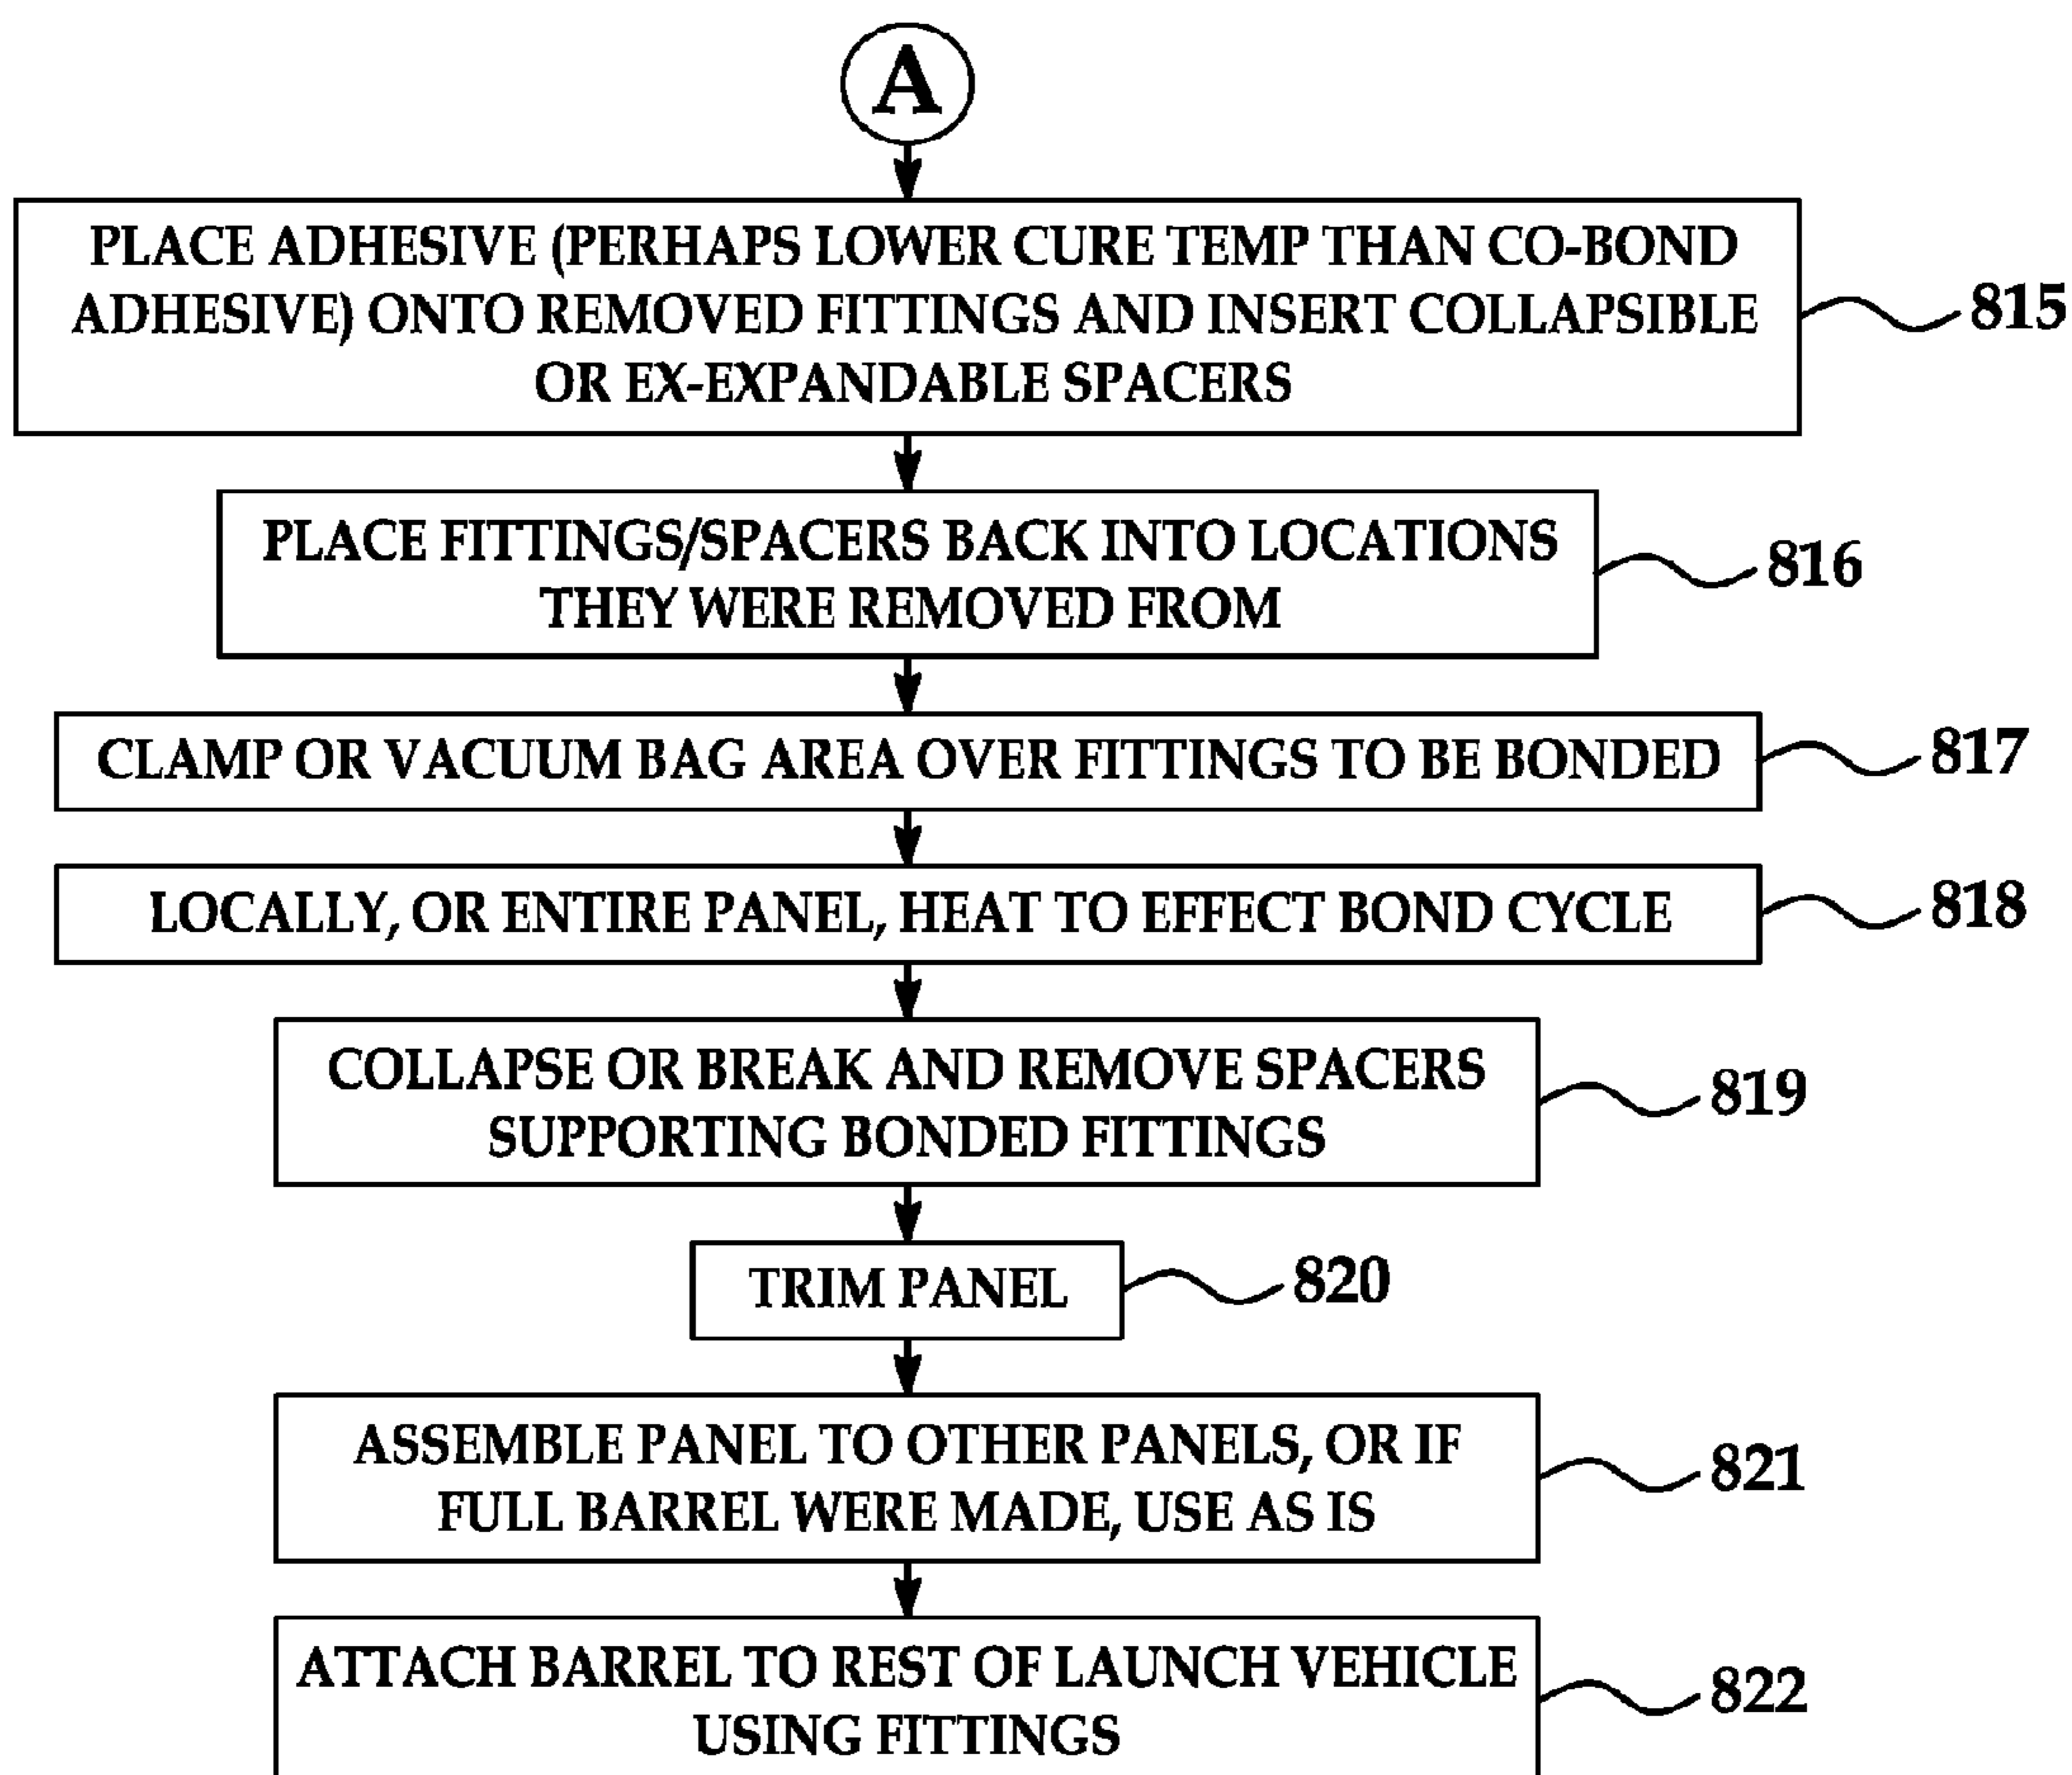 A
PLACE ADHESIVE (PERHAPS LOWER CURE TEMP THAN CO-BOND
ADHESIVE) ONTO REMOVED FITTINGS AND INSERT COLLAPSIBLE
OR EX-EXPANDABLE SPACERS
815
PLACE FITTINGS/SPACERS BACK INTO LOCATIONS
THEY WERE REMOVED FROM
816
CLAMP OR VACUUM BAG AREA OVER FITTINGS TO BE BONDED
817
LOCALLY, OR ENTIRE PANEL, HEAT TO EFFECT BOND CYCLE
818
COLLAPSE OR BREAK AND REMOVE SPACERS
SUPPORTING BONDED FITTINGS
819
TRIM PANEL
820
ASSEMBLE PANEL TO OTHER PANELS, OR IF
FULL BARREL WERE MADE, USE AS IS
821
ATTACH BARREL TO REST OF LAUNCH VEHICLE
USING FITTINGS
822